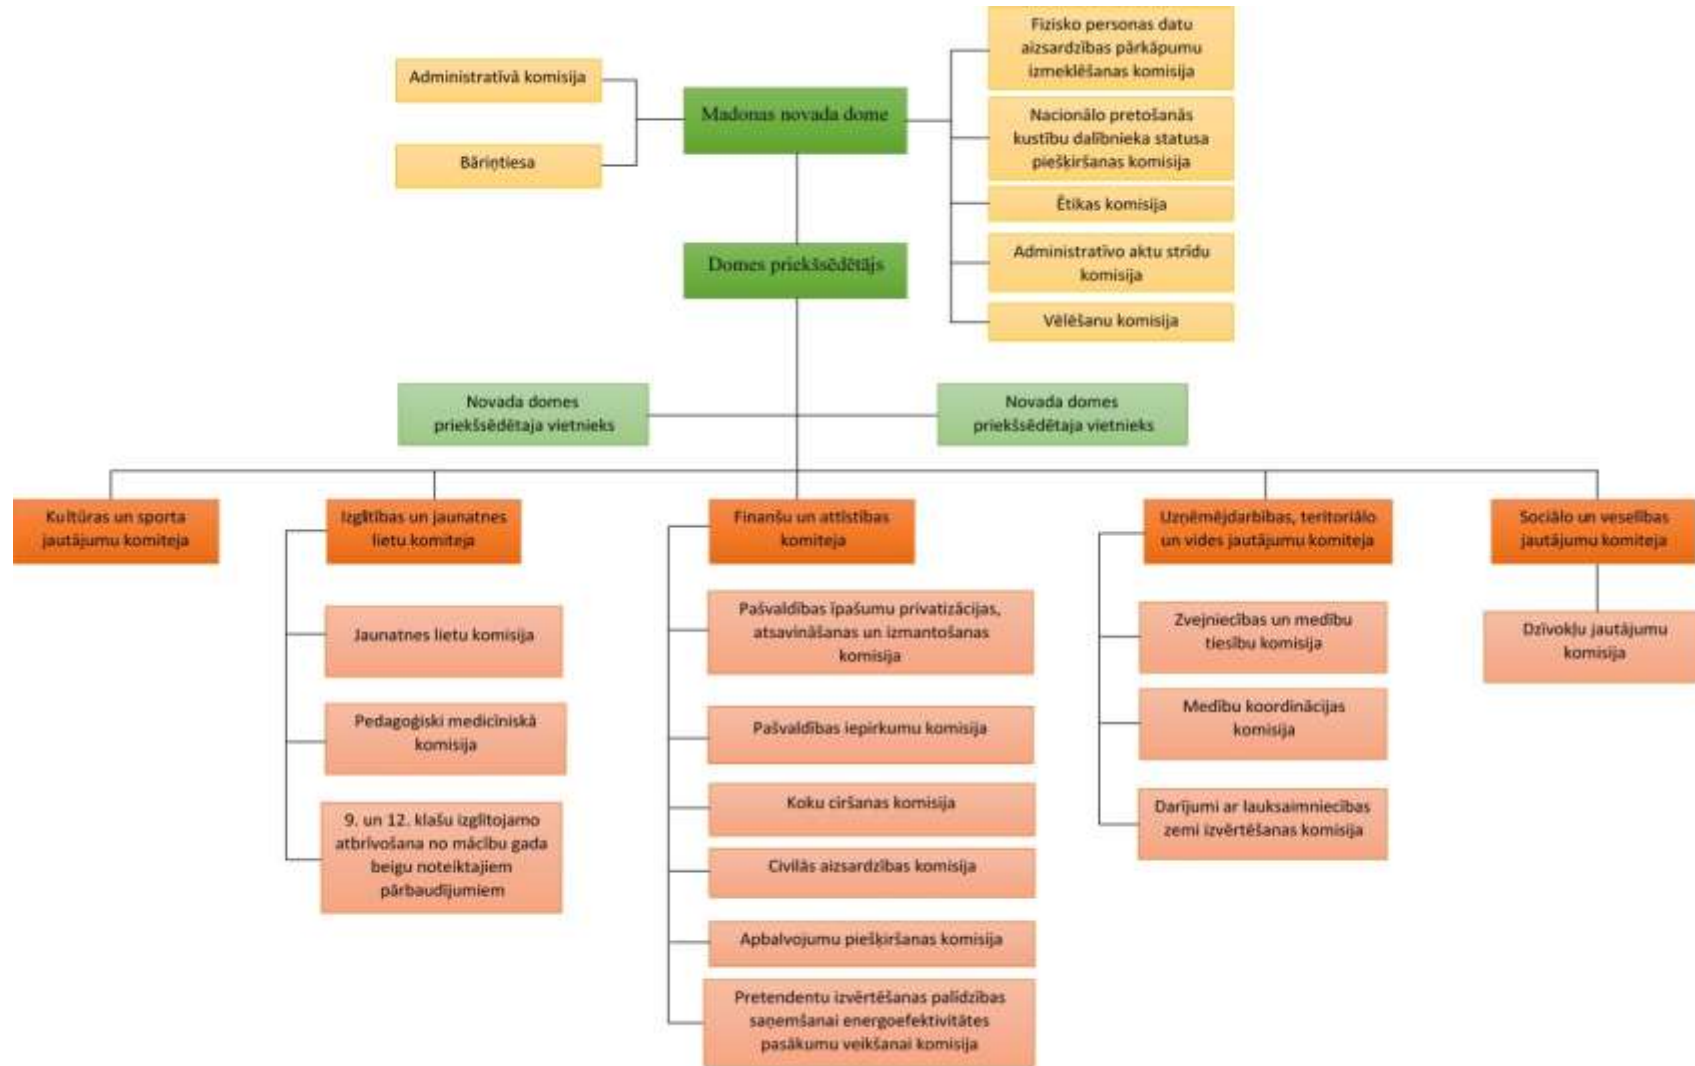 Fizisko personas datu
aizsardzības pārkāpumu
izmeklēšanas komisija
Administratīvā komisija
Madonas novada dome
Nacionālo pretošanās
kustību dalībnieka statusa
piešķiršanas komisija
Bāriņtiesa
Ētikas komisija
Domes priekšsēdētājs
Administratīvo aktu strīdu
komisija
Vēlēšanu komisija
Novada domes
priekšsēdētaja vietnieks
Novada domes
priekšsēdētaja vietnieks
Kultūras un sporta
jautājumu komiteja
Izglītības un jaunatnes
lietu komiteja
Finanšu un attīstības
komiteja
Uzņēmējdarbības, teritoriālo
un vides jautājumu komiteja
Sociālo un veselības
jautājumu komiteja
Jaunatnes lietu komisija
Pedagoģiski medicīniskā
komisija
9. un 12. klašu izglītojamo
atbrīvošana no mācību gada
beigu noteiktajiem
pārbaudījumiem
Pašvaldības īpašumu privatizācijas,
atsavināšanas un izmantošanas
komisija
Pašvaldības iepirkumu komisija
Koku ciršanas komisija
Civilās aizsardzības komisija
Apbalvojumu piešķiršanas komisija
Pretendentu izvērtēšanas palīdzības
saņemšanai energoefektivitātes
pasākumu veikšanai komisija
Zvejniecības un medību
tiesību komisija
Medību koordinācijas
komisija
Darījumi ar lauksaimniecības
zemi izvērtēšanas komisija
Dzīvokļu jautājumu
komisija